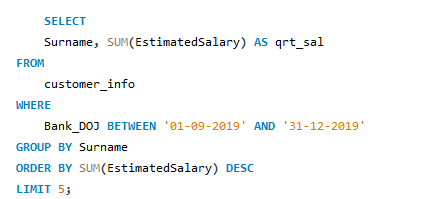 SELECT
Surname, SUM(EstimatedSalary) AS qrt_sal
FROM
customer_info
WHERE
Bank_DOJ BETWEEN '01-09-2019' AND '31-12-2019'
GROUP BY Surname
ORDER BY SUM(EstimatedSalary) DESC
LIMIT 5;